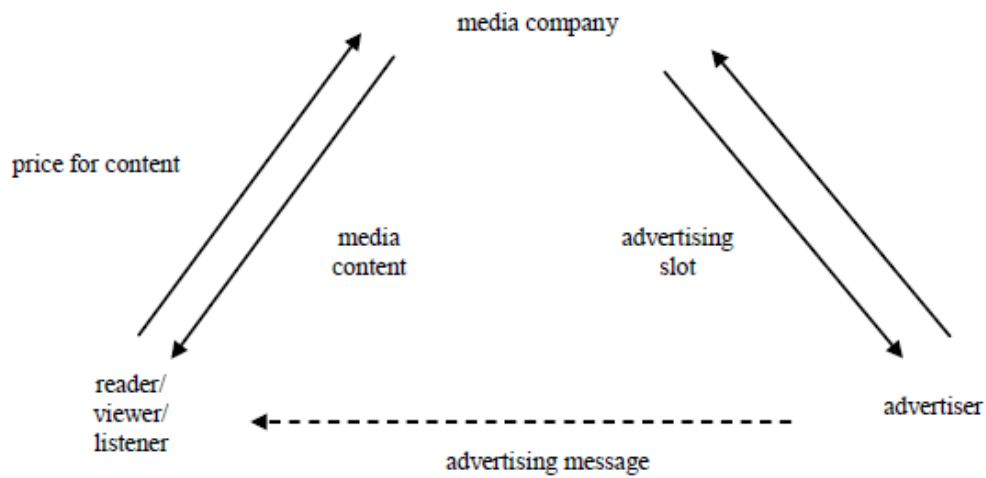 media company
price for content
media
content
advertising
slot
reader/
viewer/
listener
advertiser
advertising message